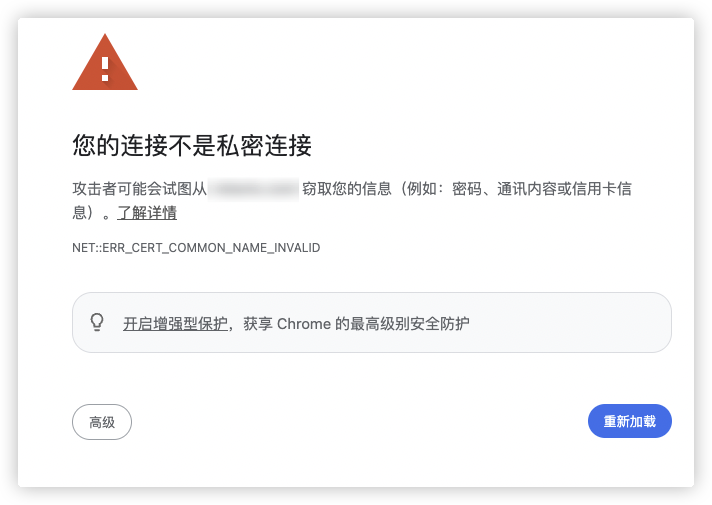 您的连接不是私密连接
攻击者可能会试图从 窃取您的信息（例如：密码、通讯内容或信用卡信
息）。了解详情
NET::ERR_CERT_COMMON_NAME_INVALID
开启增强型保护，获享 Chrome 的最高级别安全防护
高级
重新加载